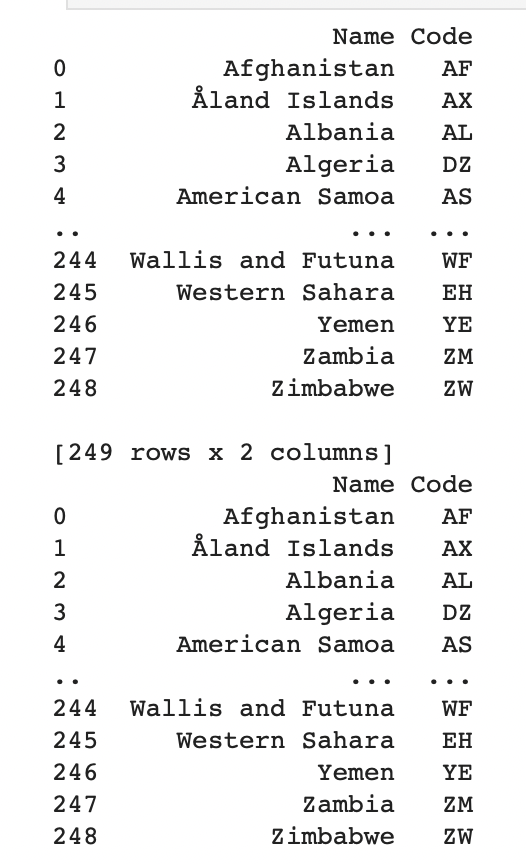 Name Code
0 Afghanistan AF
1 Åland Islands AX
2 Albania AL
3 Algeria DZ
4 American Samoa AS
.. ... ...
244 Wallis and Futuna WF
245 Western Sahara EH
246 Yemen YE
247 Zambia ZM
248 Zimbabwe ZW
[249 rows x 2 columns]
Name Code
0 Afghanistan AF
1 Åland Islands AX
2 Albania AL
3 Algeria DZ
4 American Samoa AS
.. ... ...
244 Wallis and Futuna WF
245 Western Sahara EH
246 Yemen YE
247 Zambia ZM
248 Zimbabwe ZW